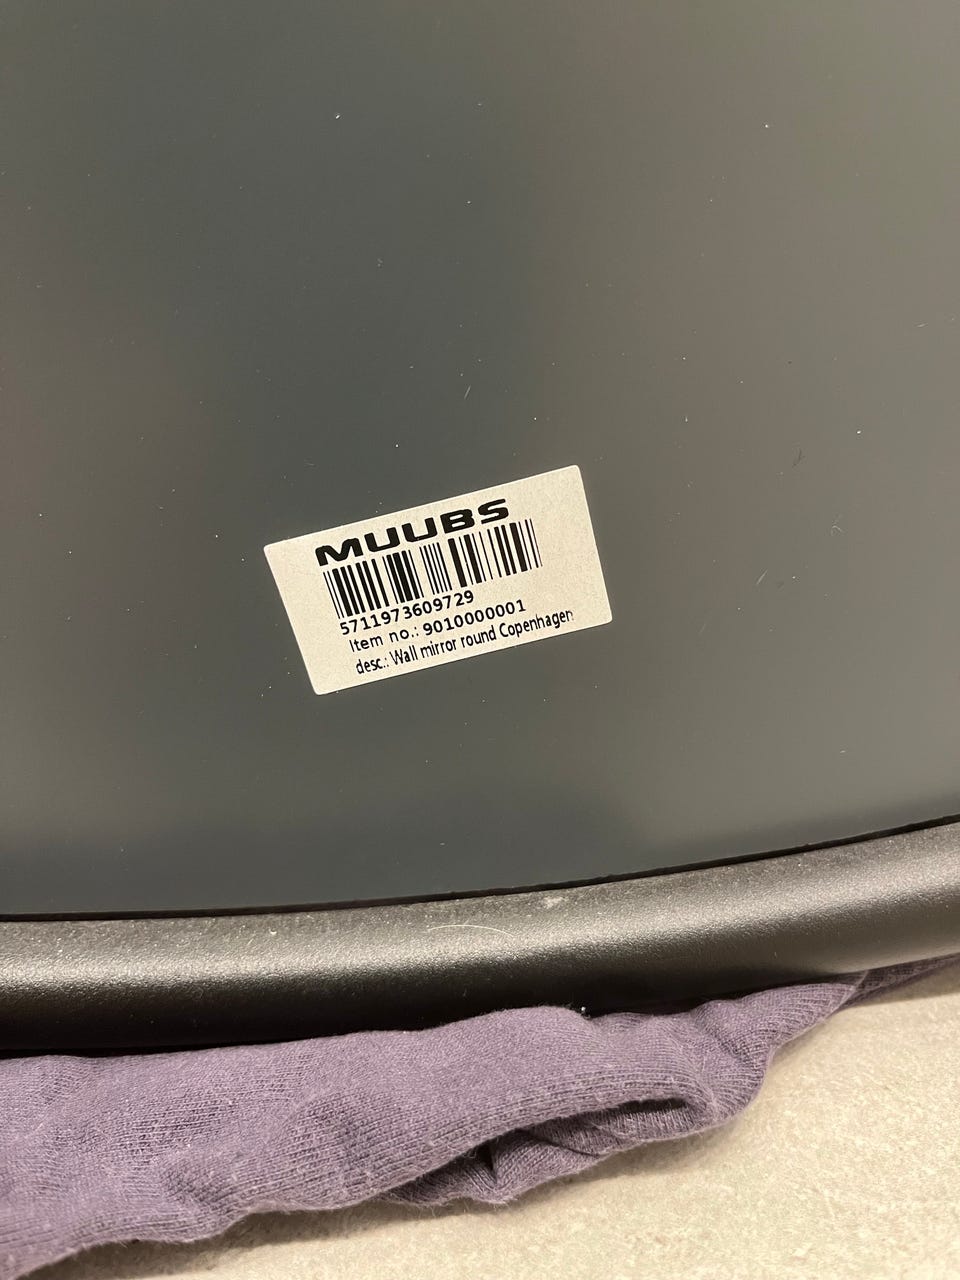 MUUBS
5711973609729
Item no.: 9010000001
desc.: Wall mirror round Copenhagen